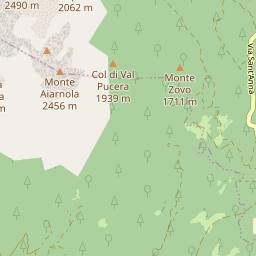 2490 m
2062 m
Col di Val
Pucera
1939 m
Monte
Zovo
1711 m
Monte
Aiarnola
2456 m
Via Sant'Anna